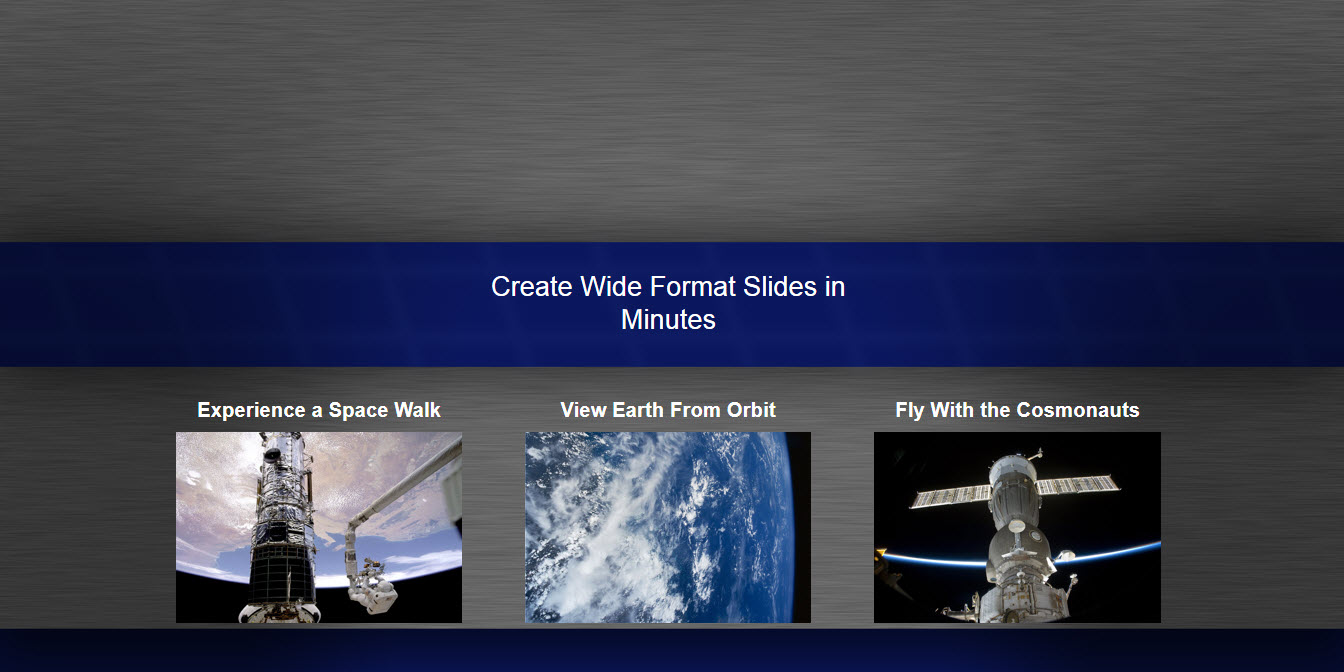 Create Wide Format Slides in
Minutes
Experience a Space Walk
View Earth From Orbit
Fly With the Cosmonauts